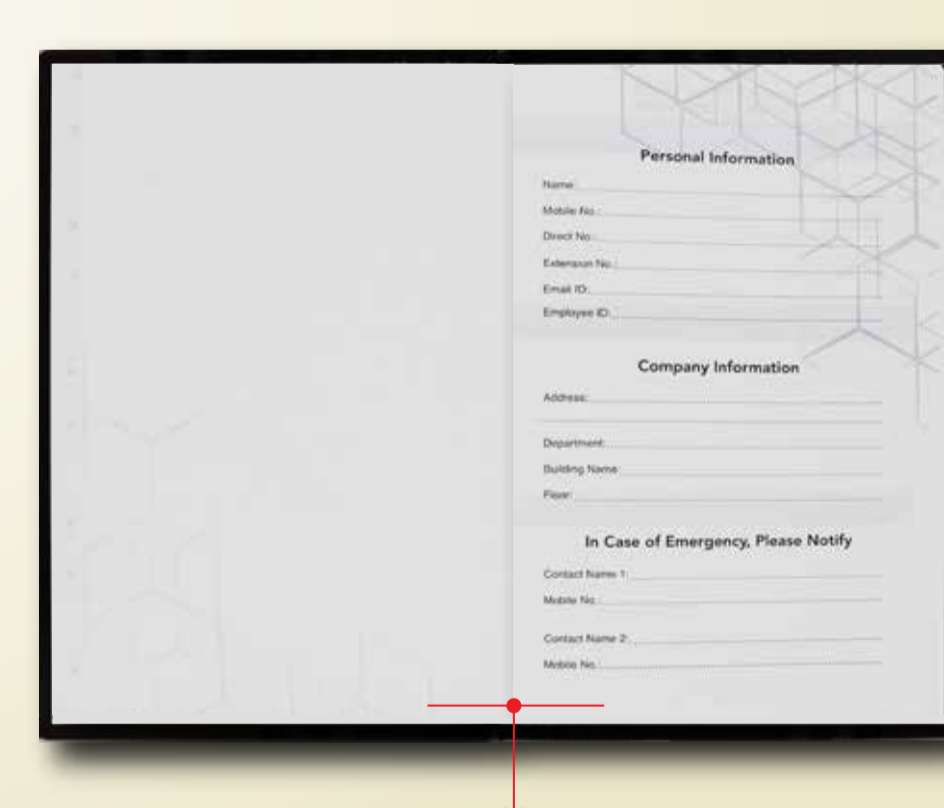 Personal Information
Name:
Mobile No.:
Direct No.:
Extension No.:
Email ID:
Employee ID:
Company Information
Address:
Department:
Building Name:
Floor:
In Case of Emergency, Please Notify
Contact Name 1:
Mobile No.:
Contact Name 2:
Mobile No.: